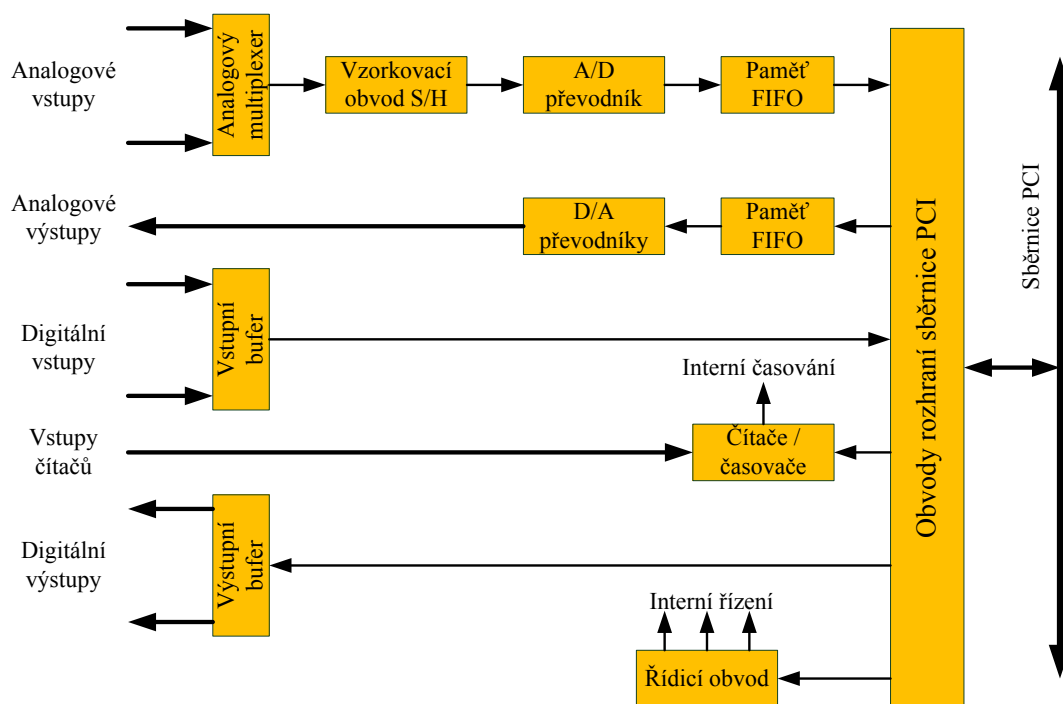 Analogové
vstupy
Analogový
multiplexer
Vzorkovací
obvod S/H
A/D
převodník
Paměť
FIFO
Analogové
výstupy
D/A
převodníky
Paměť
FIFO
Digitální
vstupy
Vstupní
bufer
Interní časování
Vstupy
čítačů
Čítače /
časovače
Digitální
výstupy
Výstupní
bufer
Interní řízení
Řídicí obvod
Obvody rozhraní sběrnice PCI
Sběrnice PCI